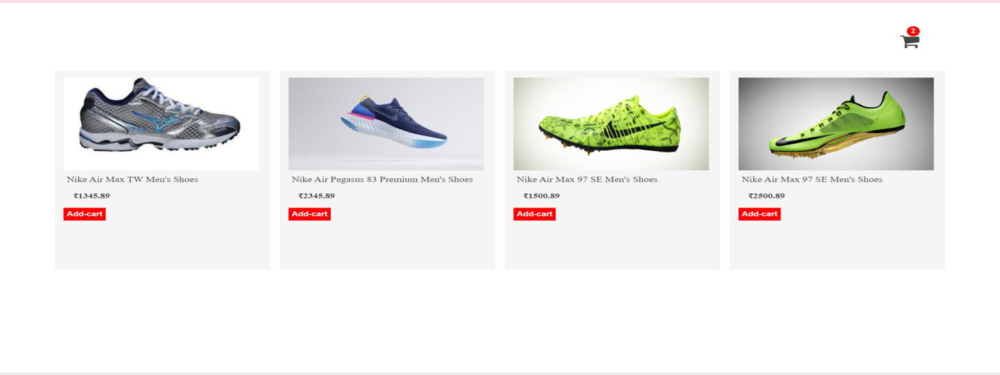 2
Nike Air Max TW Men's Shoes
₹1345.89
Add-cart
Nike Air Pegasus 83 Premium Men's Shoes
₹2345.89
Add-cart
Nike Air Max 97 SE Men's Shoes
₹1500.89
Add-cart
Nike Air Max 97 SE Men's Shoes
₹2500.89
Add-cart